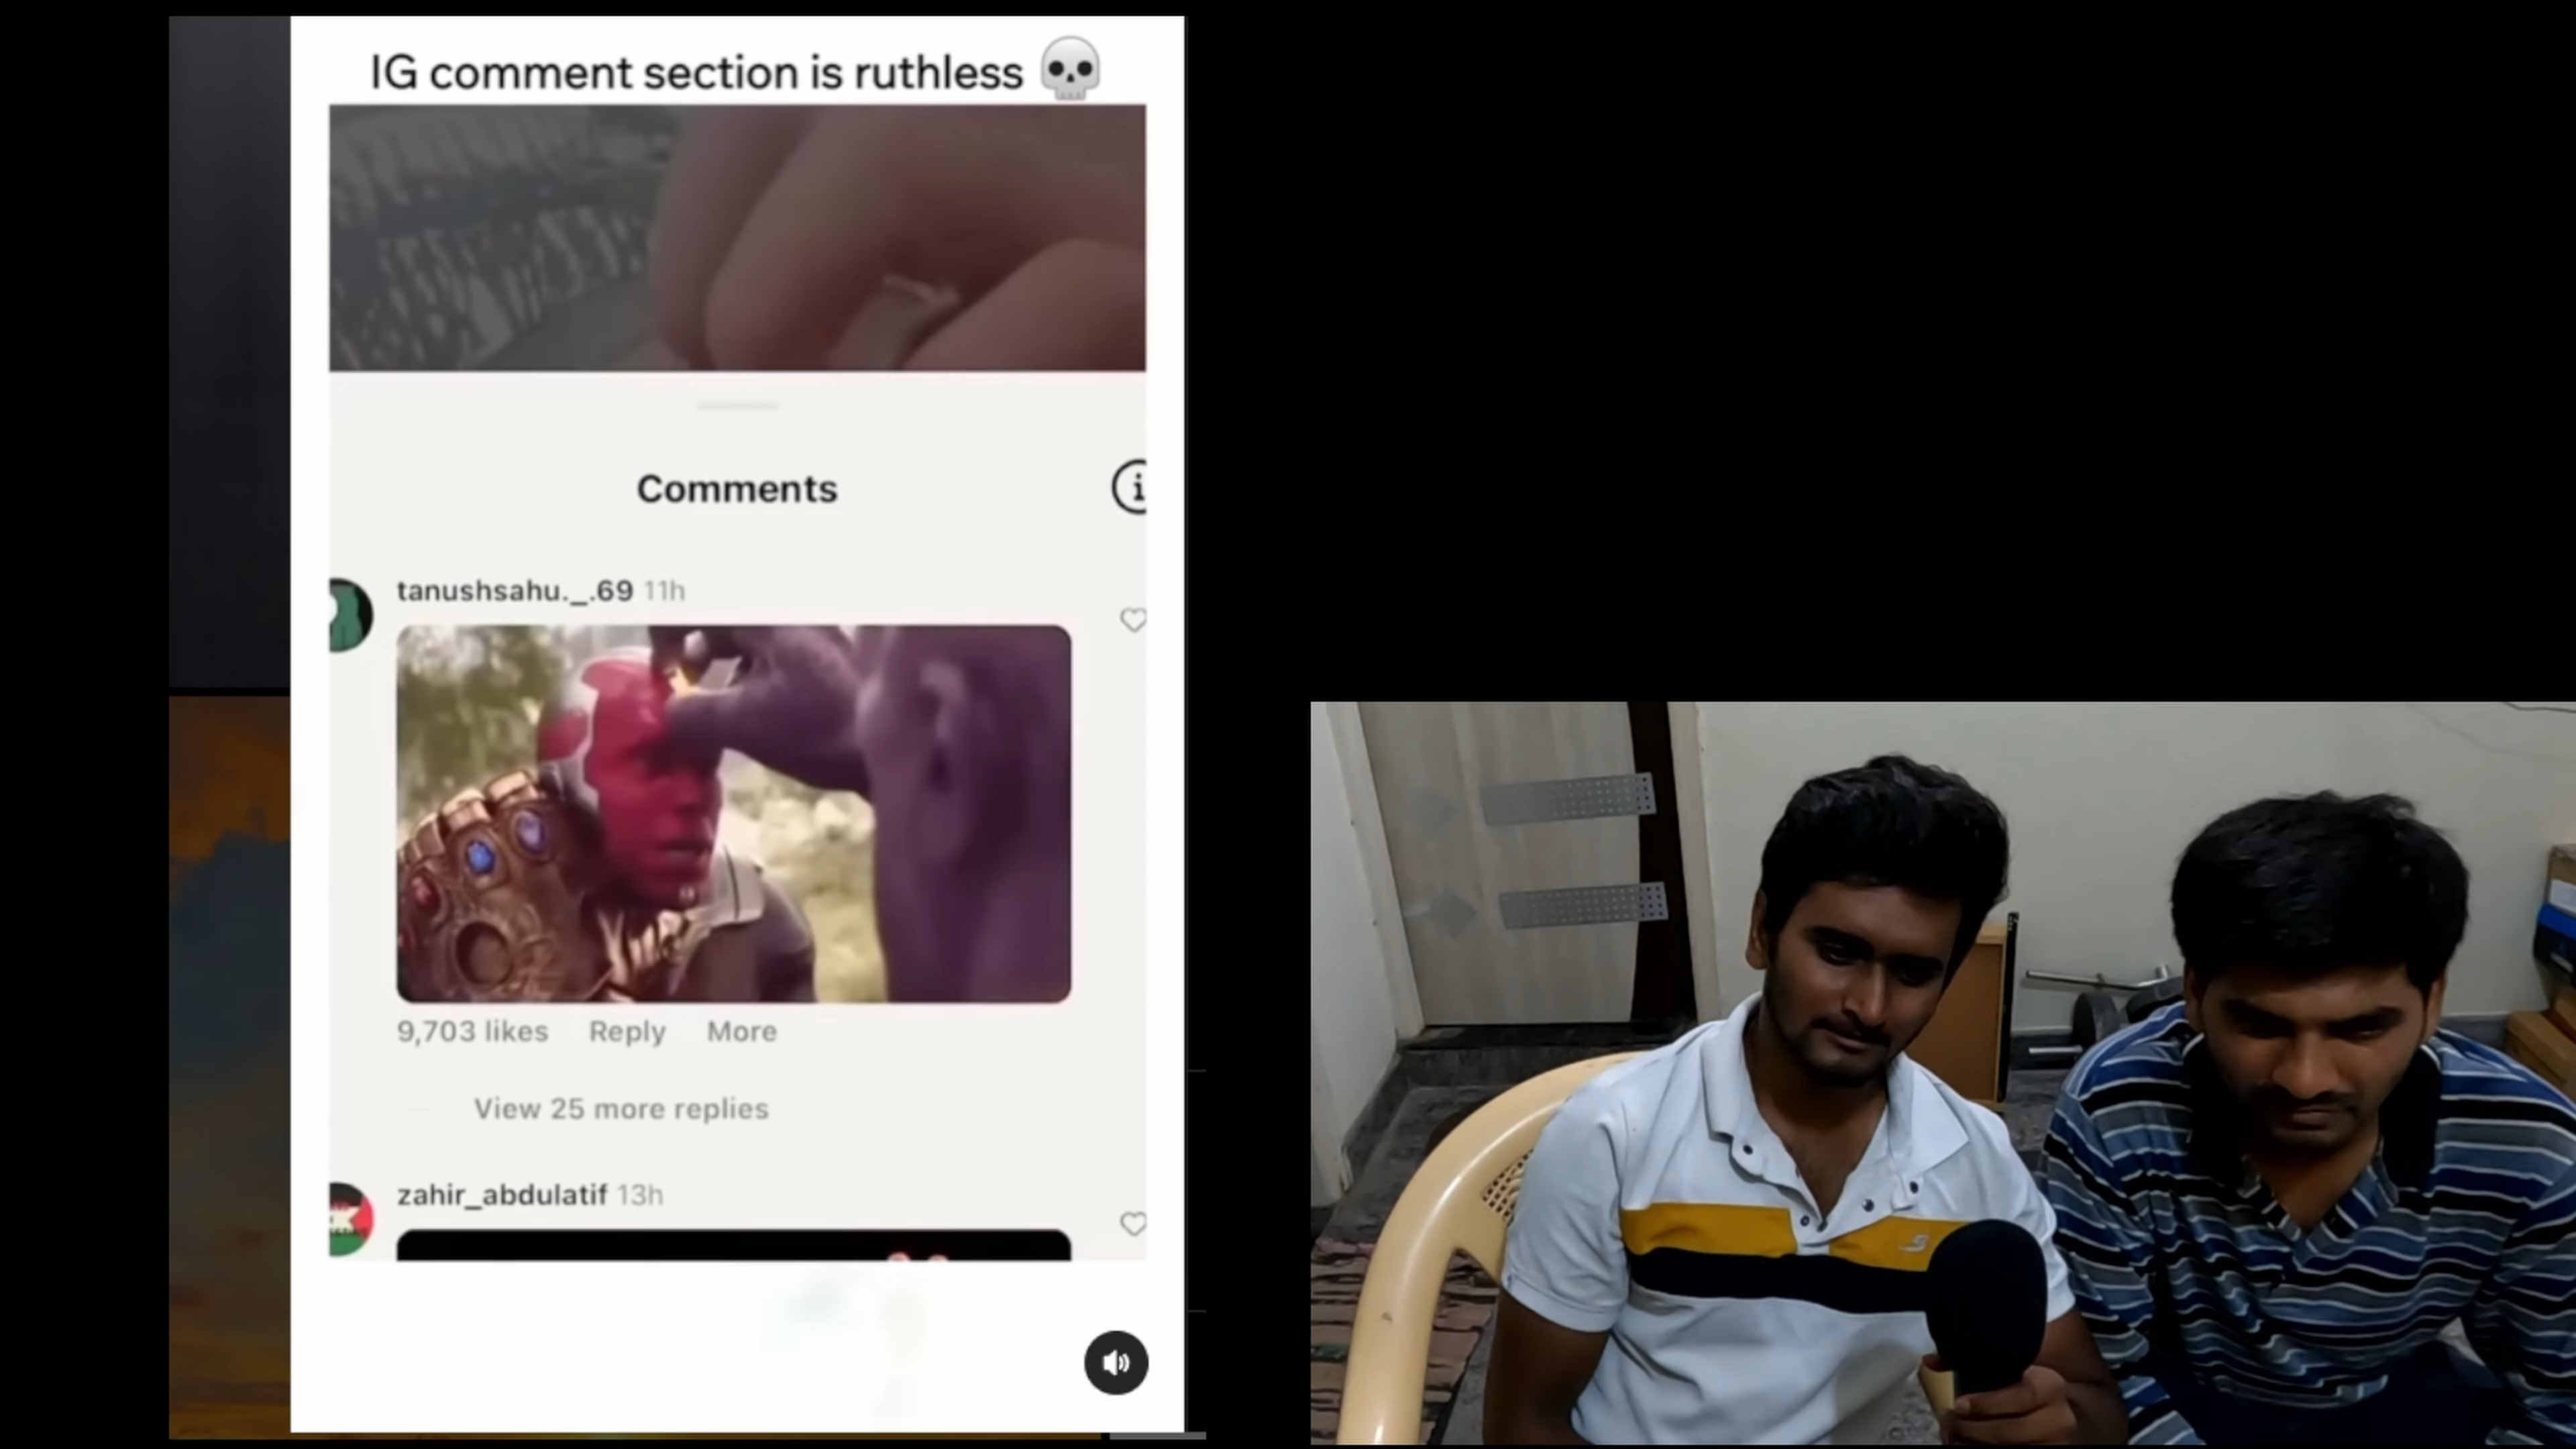 IG comment section is ruthless 💀
Comments
tanushsahu._.69 11h
9,703 likes Reply More
View 25 more replies
zahir_abdulatif 13h